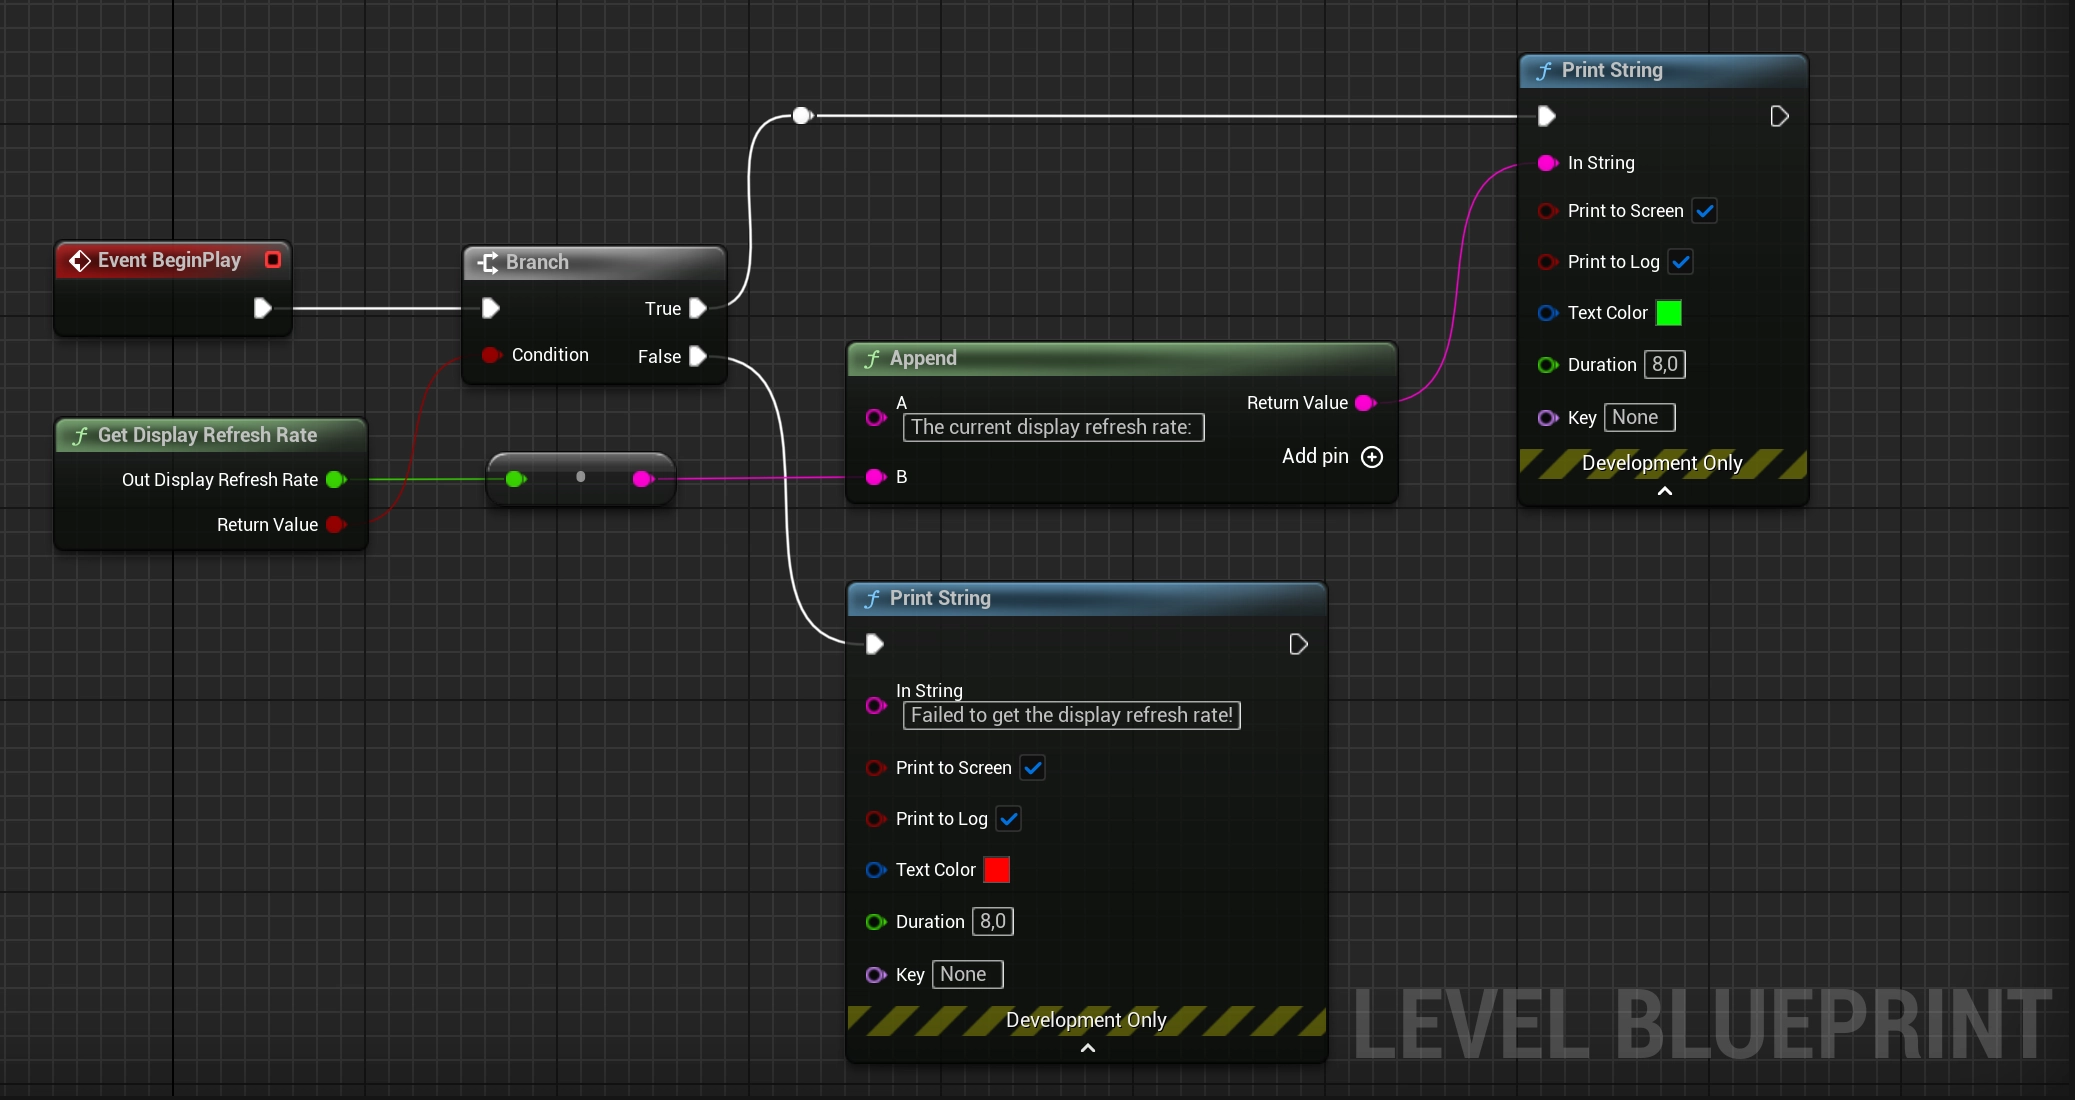 Print String
In String
Print to Screen
Print to Log
Text Color
Duration 8,0
Key None
Development Only
Event BeginPlay
Branch
True
Condition False
Get Display Refresh Rate
Out Display Refresh Rate
Return Value
Append
A
The current display refresh rate:
Return Value
Add pin
B
Print String
In String
Failed to get the display refresh rate!
Print to Screen
Print to Log
Text Color
Duration 8,0
Key None
Development Only
LEVEL BLUEPRINT